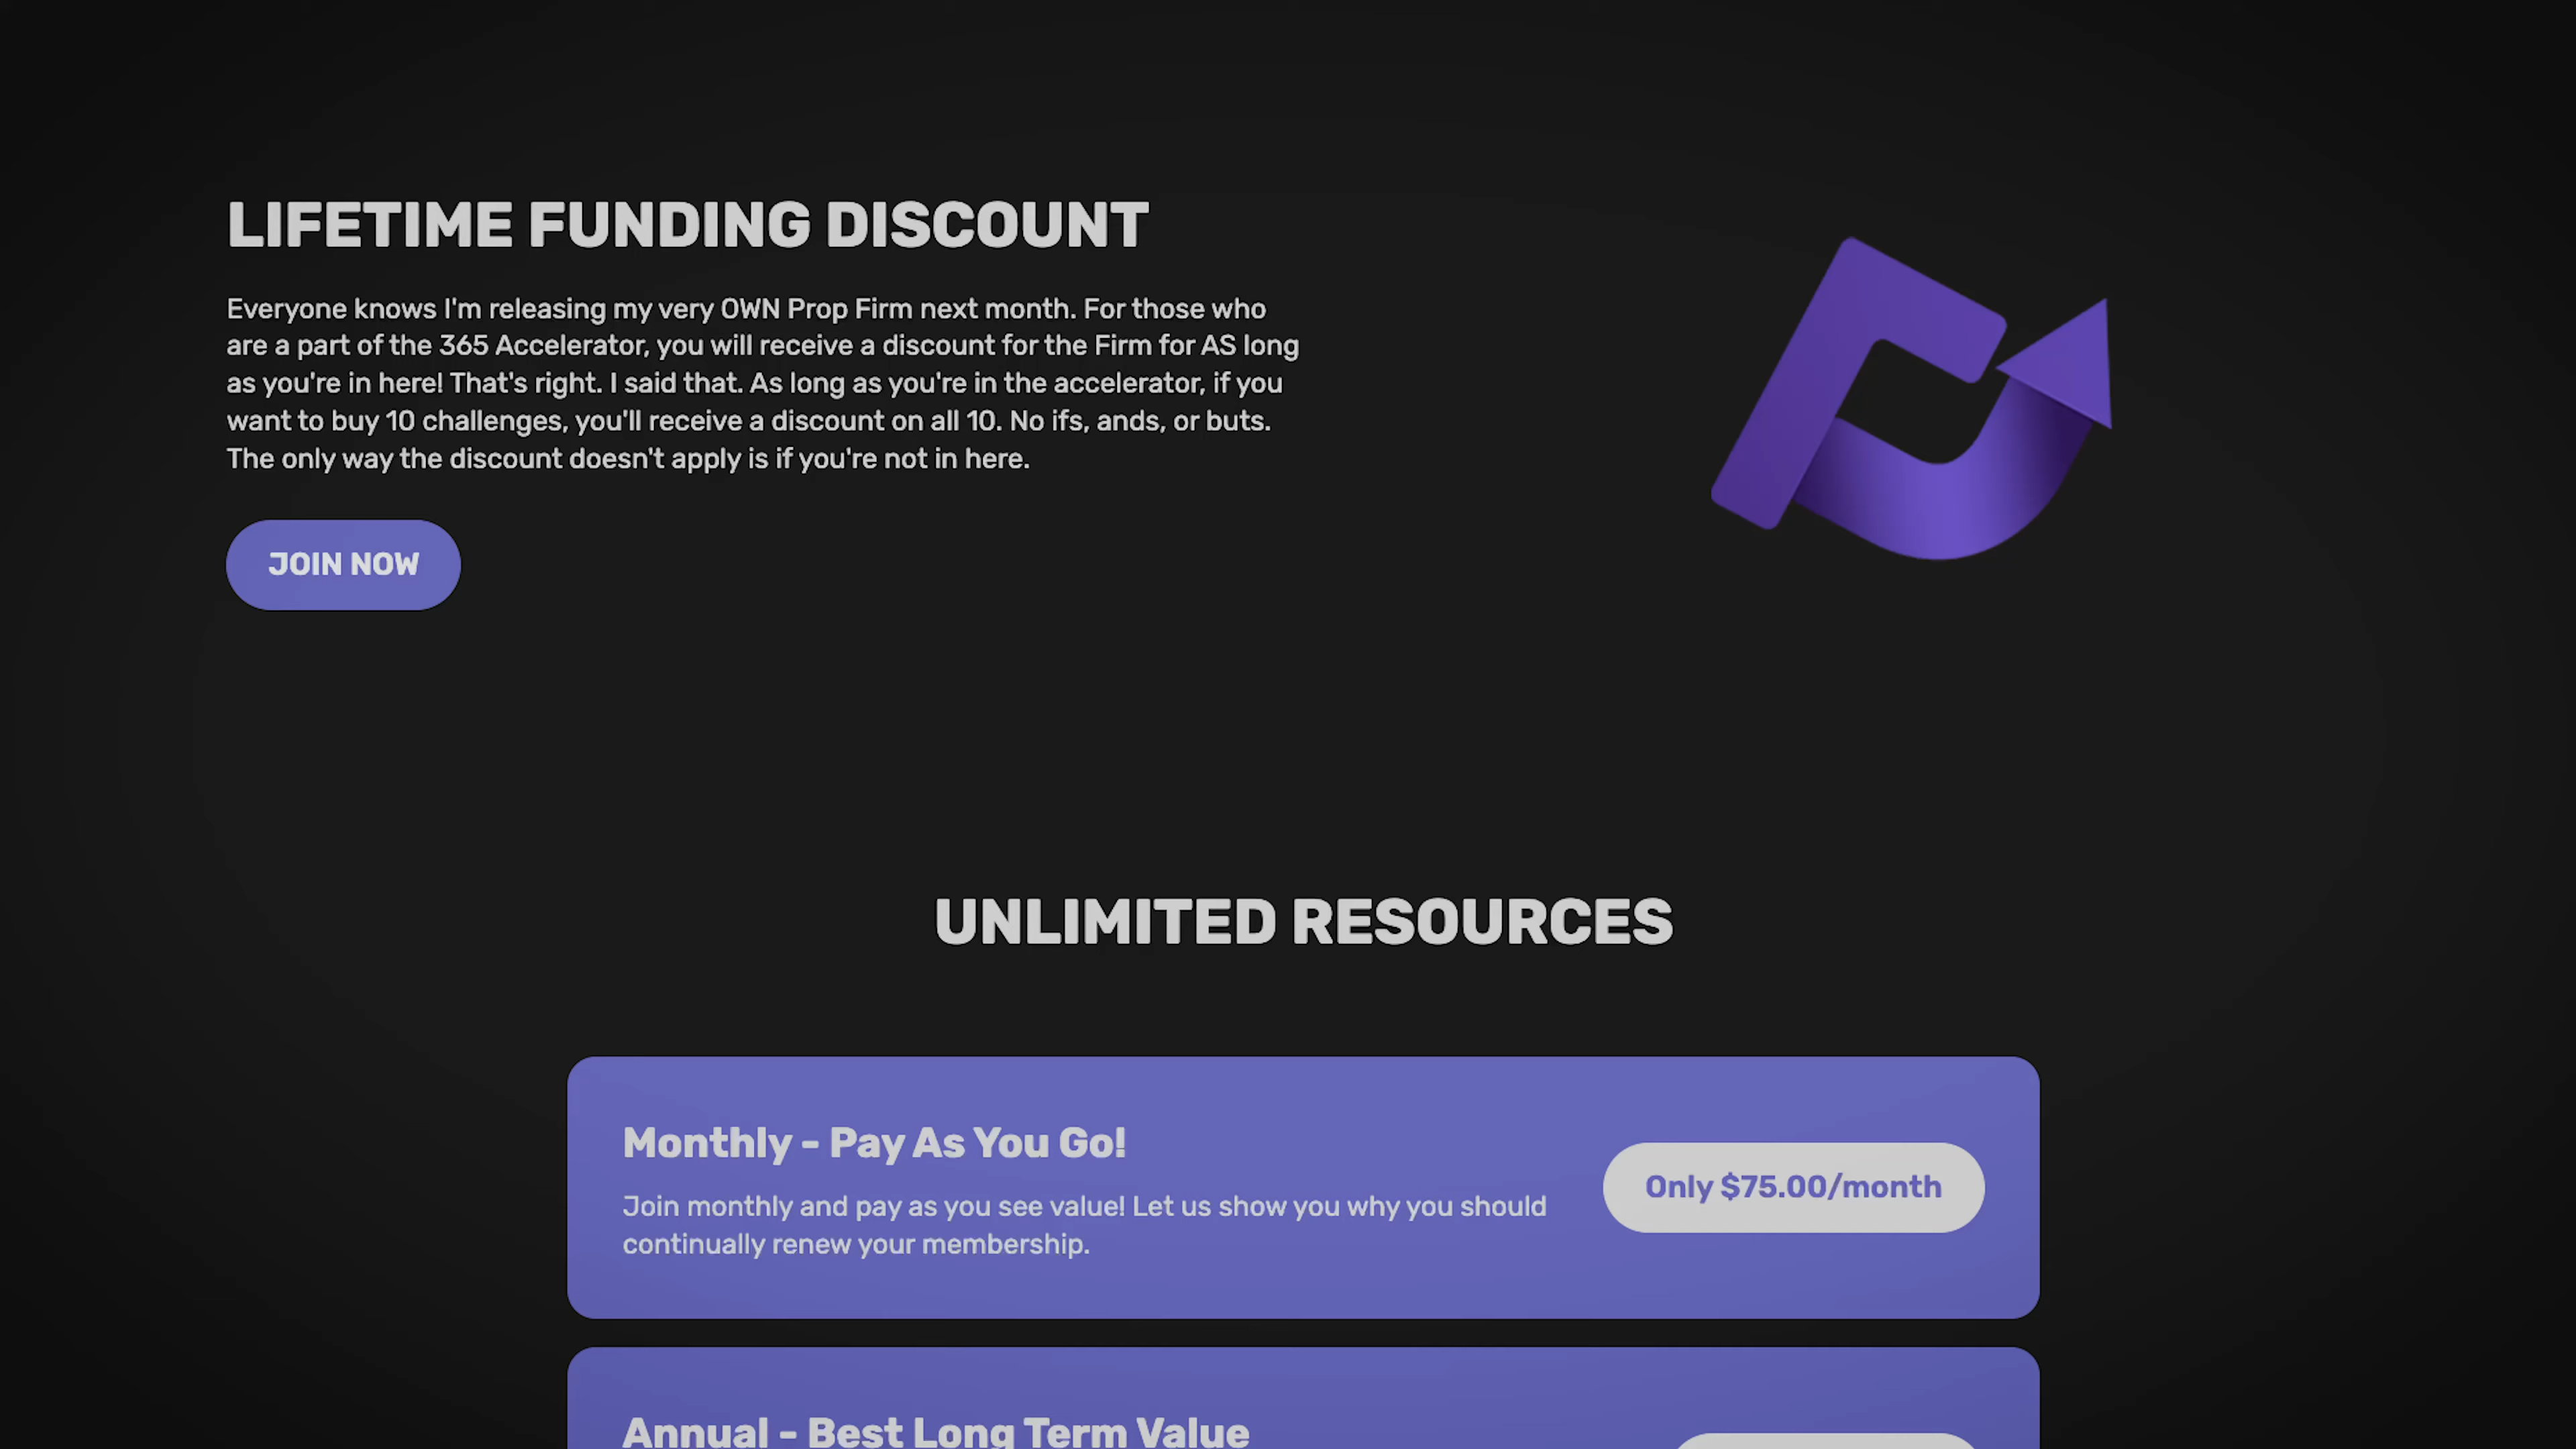 LIFETIME FUNDING DISCOUNT
Everyone knows I'm releasing my very OWN Prop Firm next month. For those who
are a part of the 365 Accelerator, you will receive a discount for the Firm for AS long
as you're in here! That's right. I said that. As long as you're in the accelerator, if you
want to buy 10 challenges, you'll receive a discount on all 10. No ifs, ands, or buts.
The only way the discount doesn't apply is if you're not in here.
JOIN NOW
UNLIMITED RESOURCES
Monthly - Pay As You Go!
Join monthly and pay as you see value! Let us show you why you should
continually renew your membership.
Only $75.00/month
Annual - Best Long Term Value